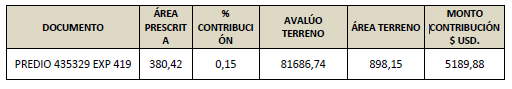 DOCUMENTO ÁREA PRESCRIT A % CONTRIBUCI ÓN AVALÚO TERRENO ÁREA TERRENO MONTO CONTRIBUCIÓN $ USD.
PREDIO 435329 EXP 419 380,42 0,15 81686,74 898,15 5189,88